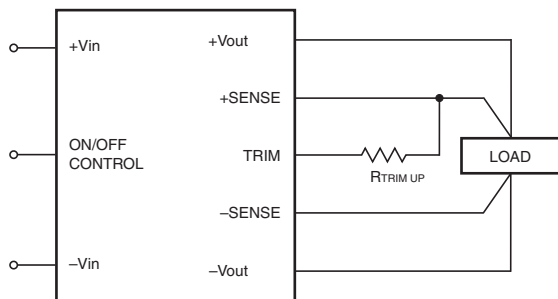 +Vin
+Vout
+SENSE
ON/OFF
CONTROL
TRIM
RTRIM UP
LOAD
–SENSE
–Vin
–Vout